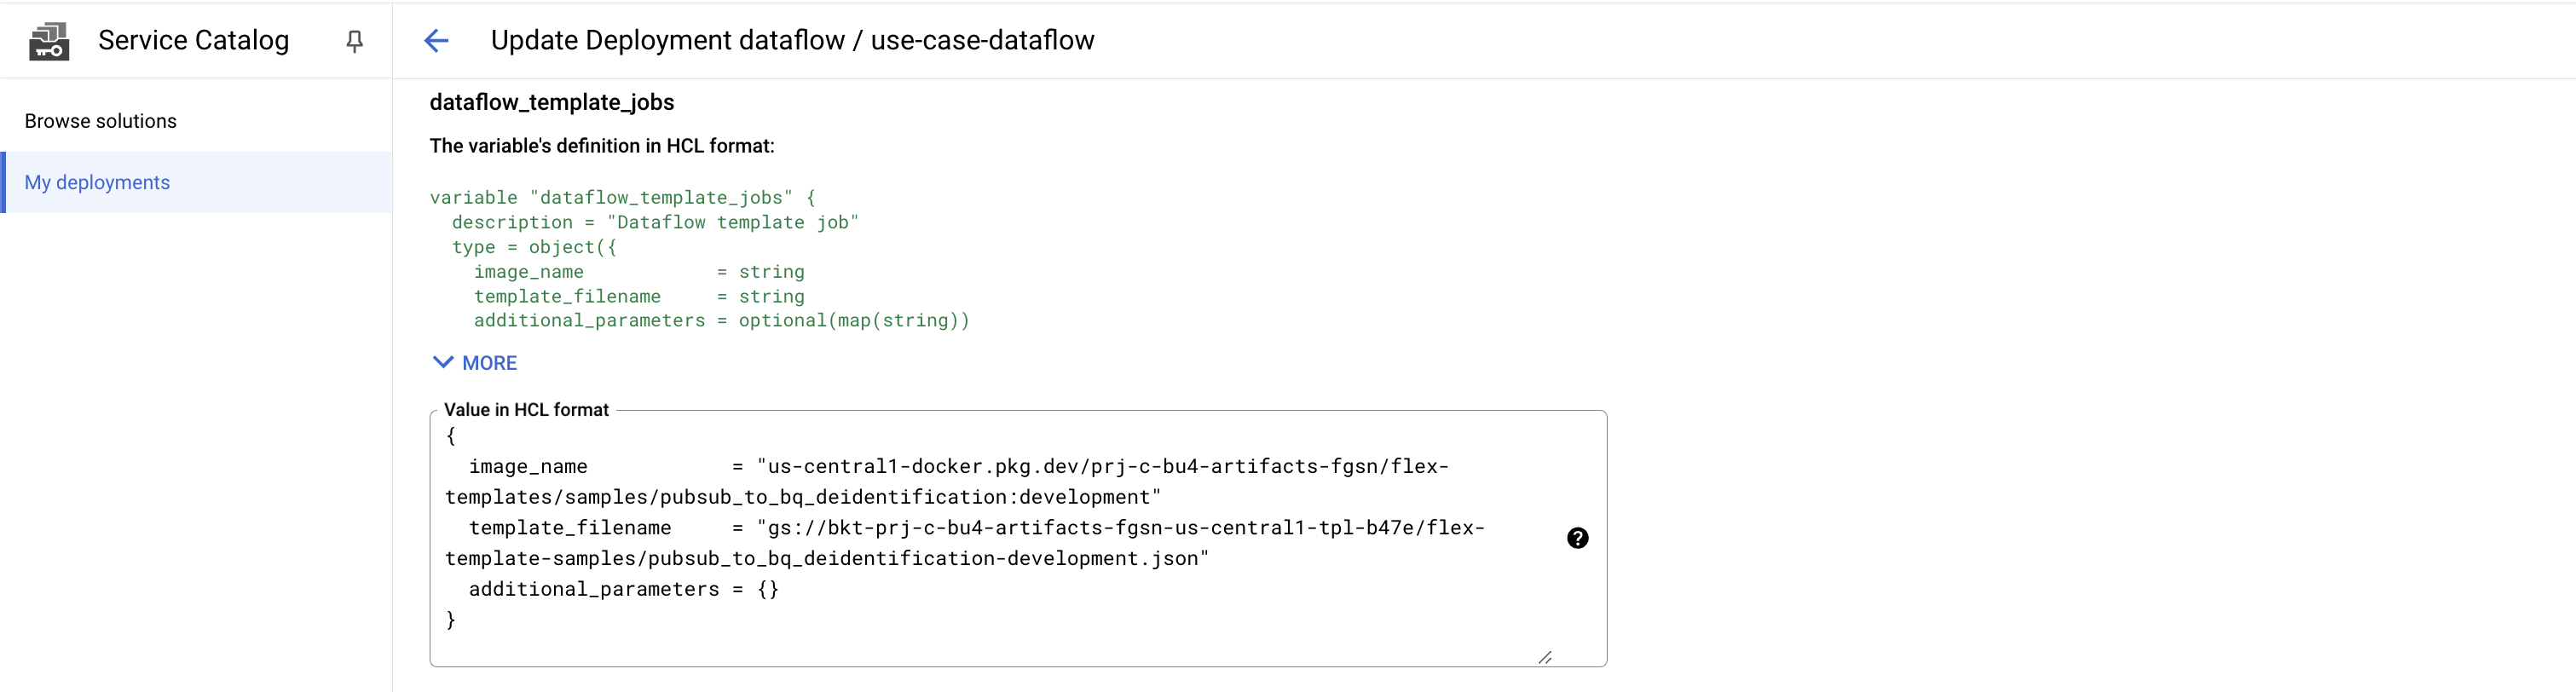 Service Catalog
Update Deployment dataflow / use-case-dataflow
Browse solutions
My deployments
dataflow_template_jobs
The variable's definition in HCL format:
variable "dataflow_template_jobs" {
  description = "Dataflow template job"
  type = object({
    image_name            = string
    template_filename     = string
    additional_parameters = optional(map(string))
MORE
Value in HCL format
{
  image_name            = "us-central1-docker.pkg.dev/prj-c-bu4-artifacts-fgsn/flex-
templates/samples/pubsub_to_bq_deidentification:development"
  template_filename     = "gs://bkt-prj-c-bu4-artifacts-fgsn-us-central1-tpl-b47e/flex-
template-samples/pubsub_to_bq_deidentification-development.json"
  additional_parameters = {}
}
?